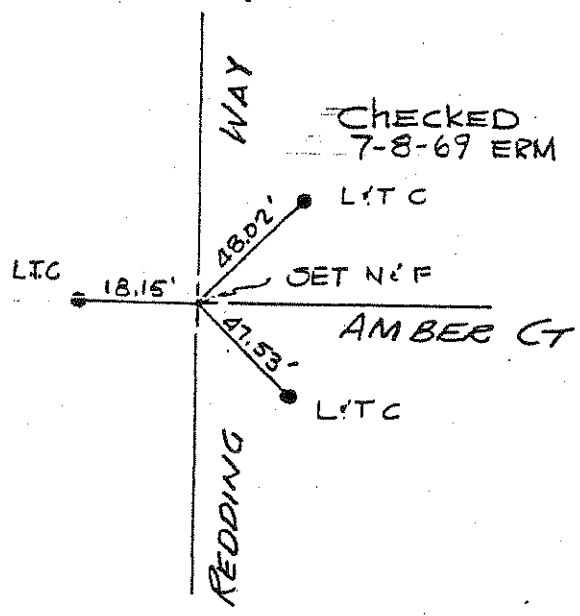 WAY
CHECKED
7-8-69 ERM
L&T C
48.02'
L.T.C
18.15'
SET N&F
AMBER CT
47.53'
L&T C
REDDING